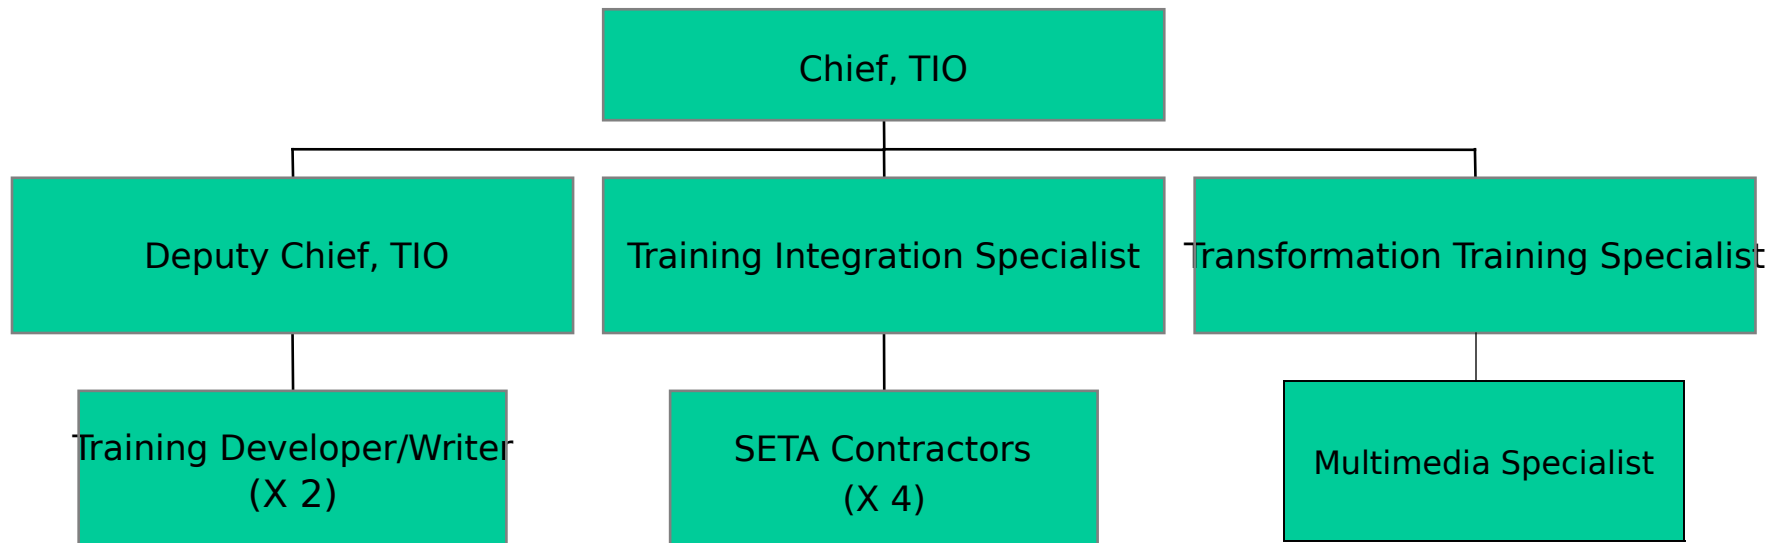 Chief, TIO
Deputy Chief, TIO
Training Integration Specialist
Transformation Training Specialist
Training Developer/Writer
(X 2)
SETA Contractors
(X 4)
Multimedia Specialist